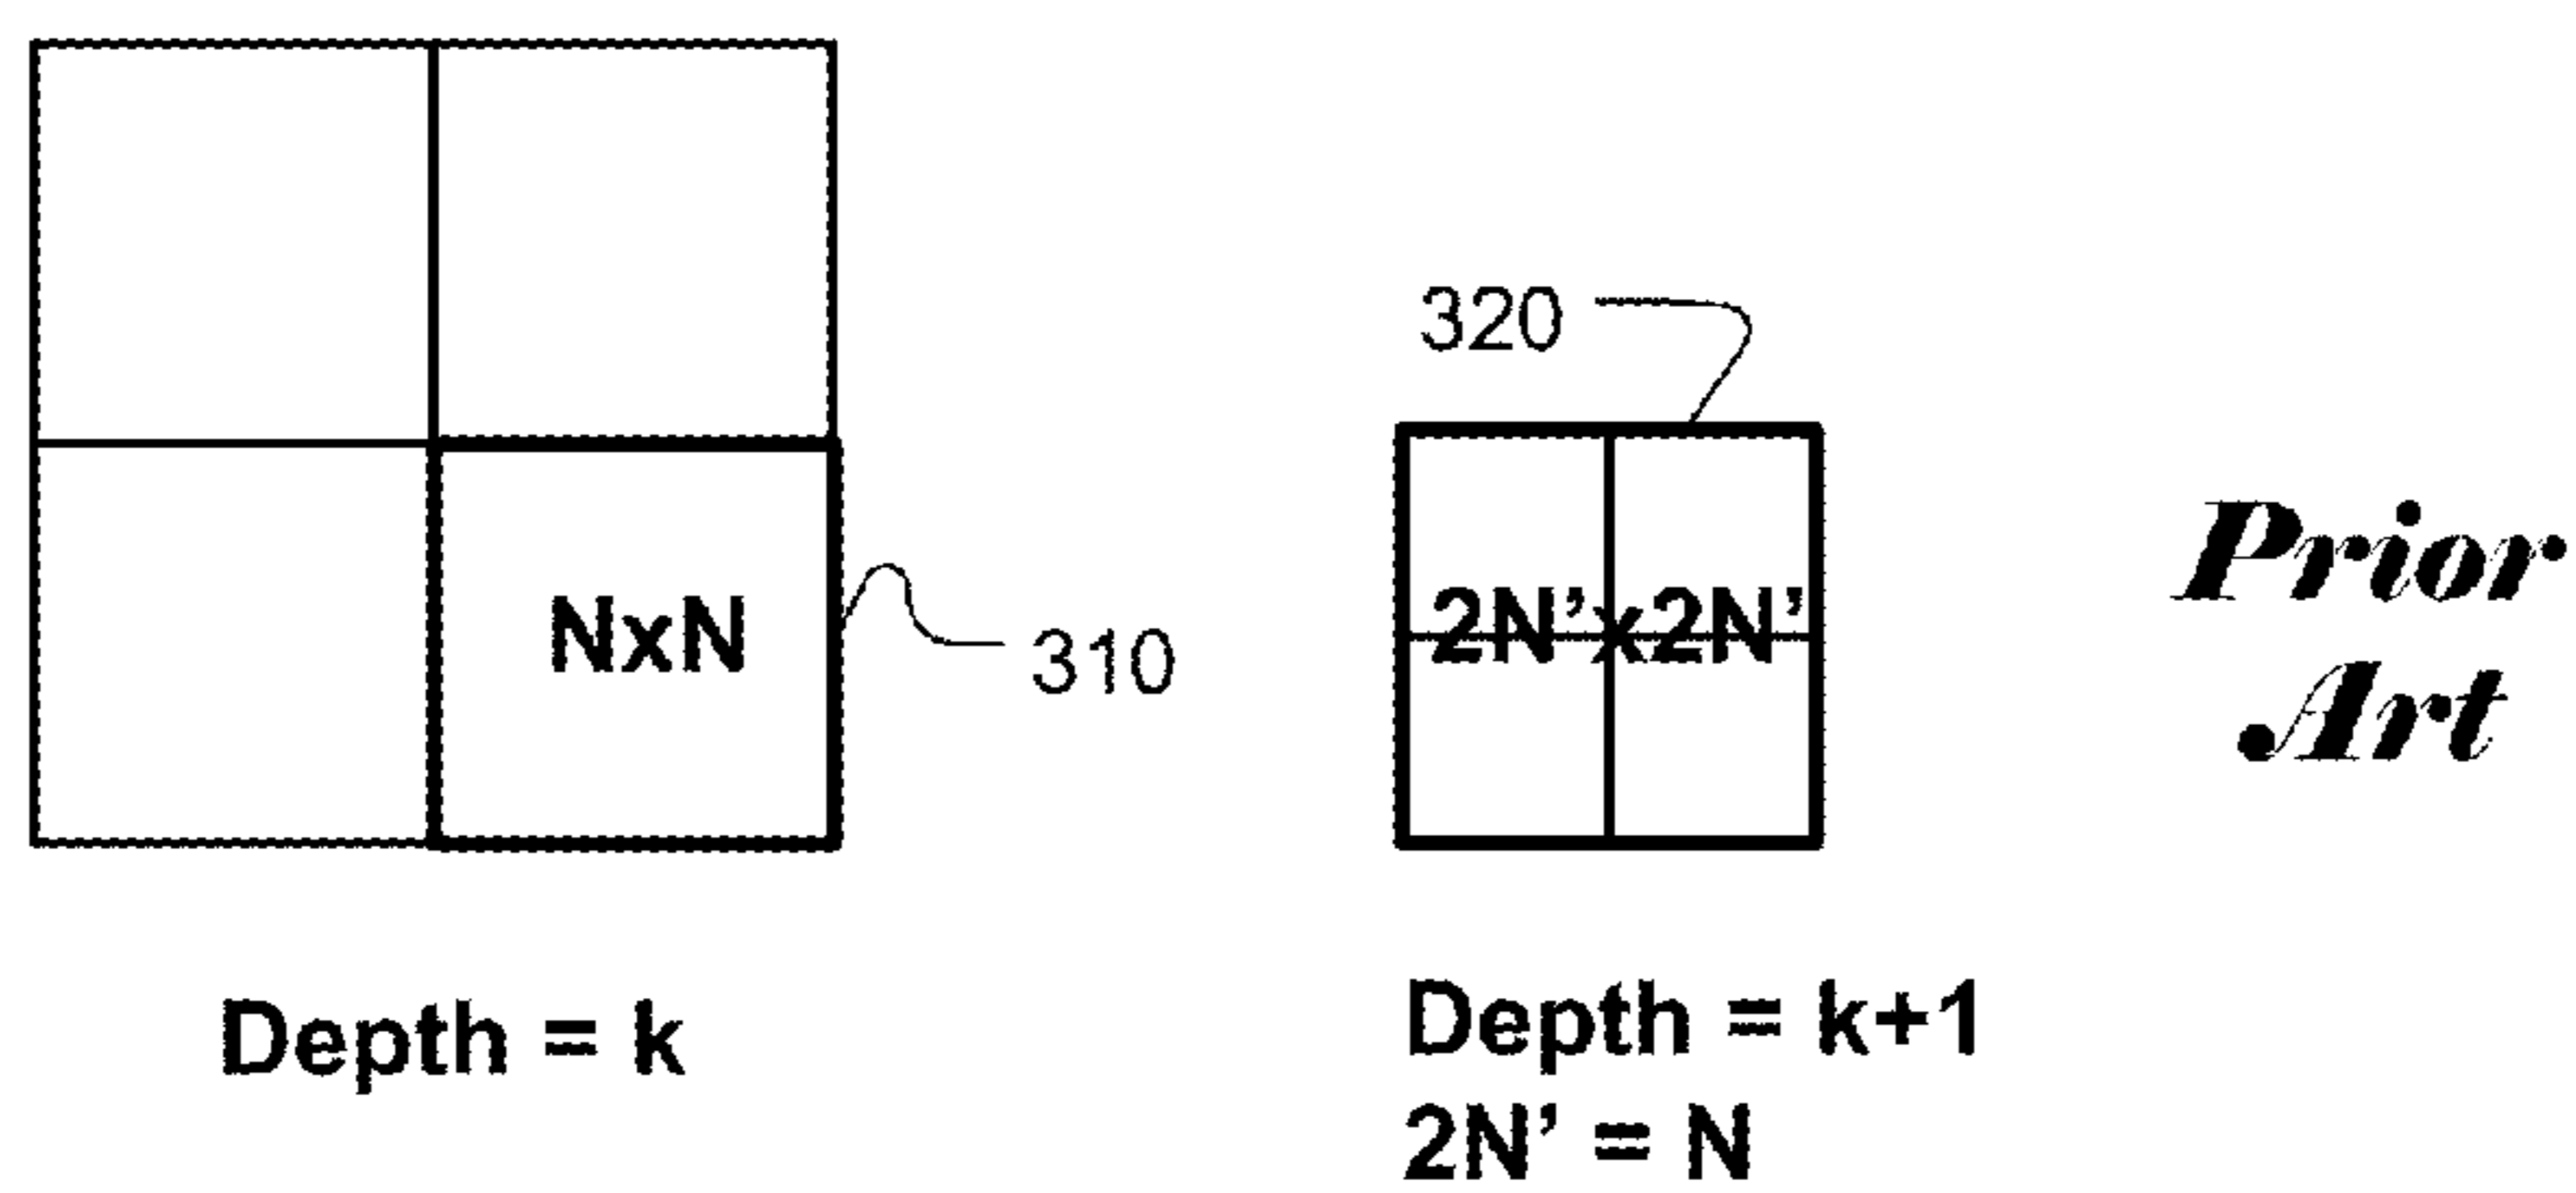 320
NxN
310
2N’x2N’
Prior
Art
Depth = k
Depth = k+1
2N’ = N